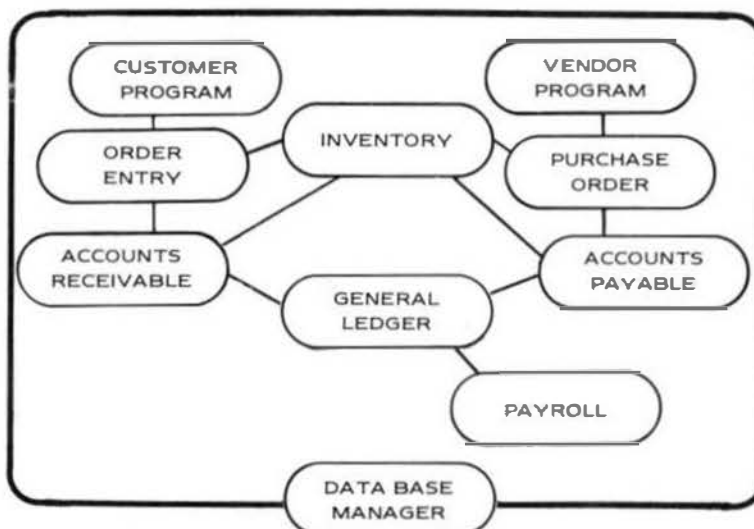 CUSTOMER
PROGRAM
VENDOR
PROGRAM
INVENTORY
ORDER
ENTRY
PURCHASE
ORDER
ACCOUNTS
RECEIVABLE
ACCOUNTS
PAYABLE
GENERAL
LEDGER
PAYROLL
DATA BASE
MANAGER